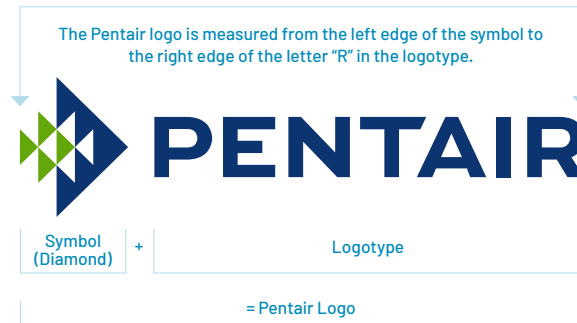 The Pentair logo is measured from the left edge of the symbol to
the right edge of the letter “R” in the logotype.
PENTAIR
Symbol
(Diamond)
+
Logotype
= Pentair Logo